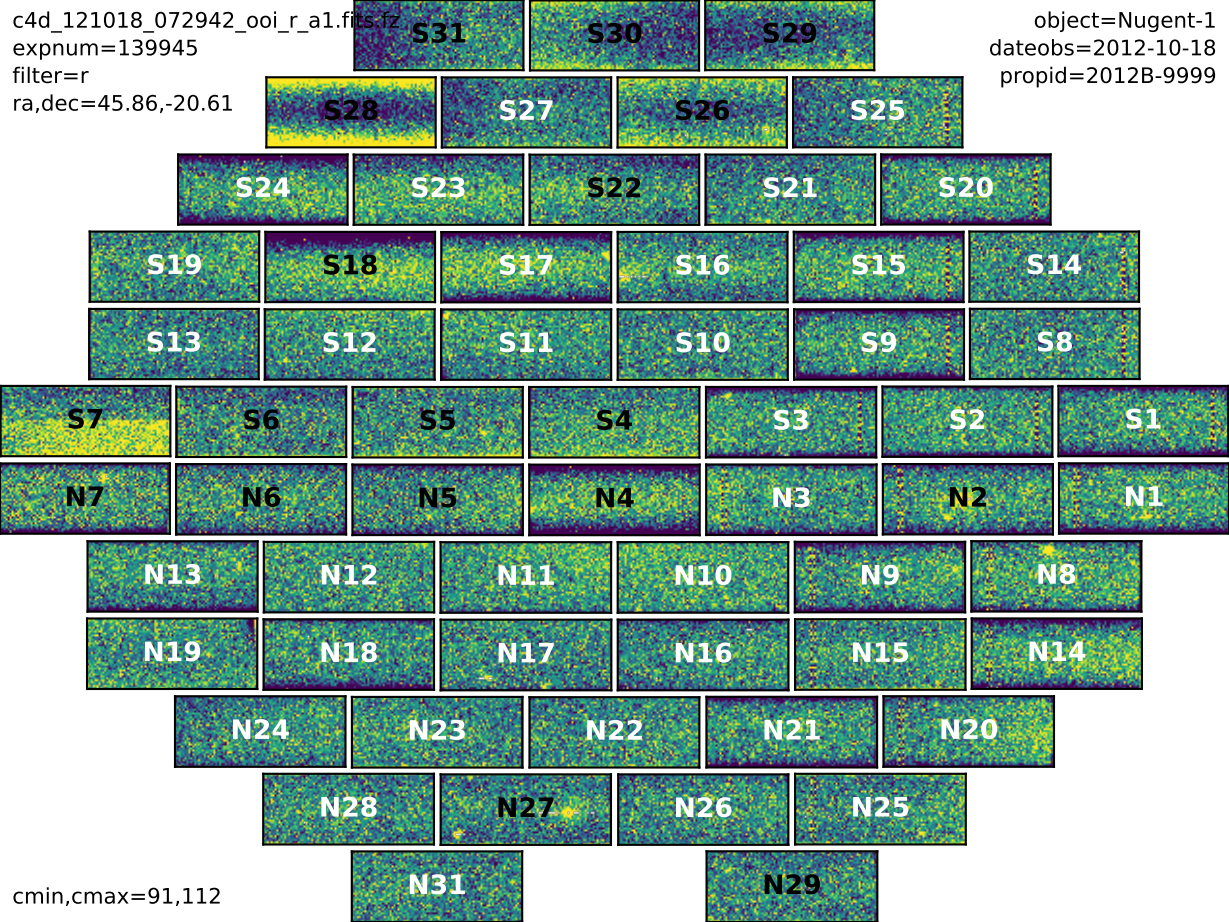 c4d_121018_072942_ooi_r_a1.fits.fz
expnum=139945
filter=r
ra,dec=45.86,-20.61
object=Nugent-1
dateobs=2012-10-18
propid=2012B-9999
S31 S30 S29
S28 S27 S26 S25
S24 S23 S22 S21 S20
S19 S18 S17 S16 S15 S14
S13 S12 S11 S10 S9 S8
S7 S6 S5 S4 S3 S2 S1
N7 N6 N5 N4 N3 N2 N1
N13 N12 N11 N10 N9 N8
N19 N18 N17 N16 N15 N14
N24 N23 N22 N21 N20
N28 N27 N26 N25
N31 N29
cmin,cmax=91,112